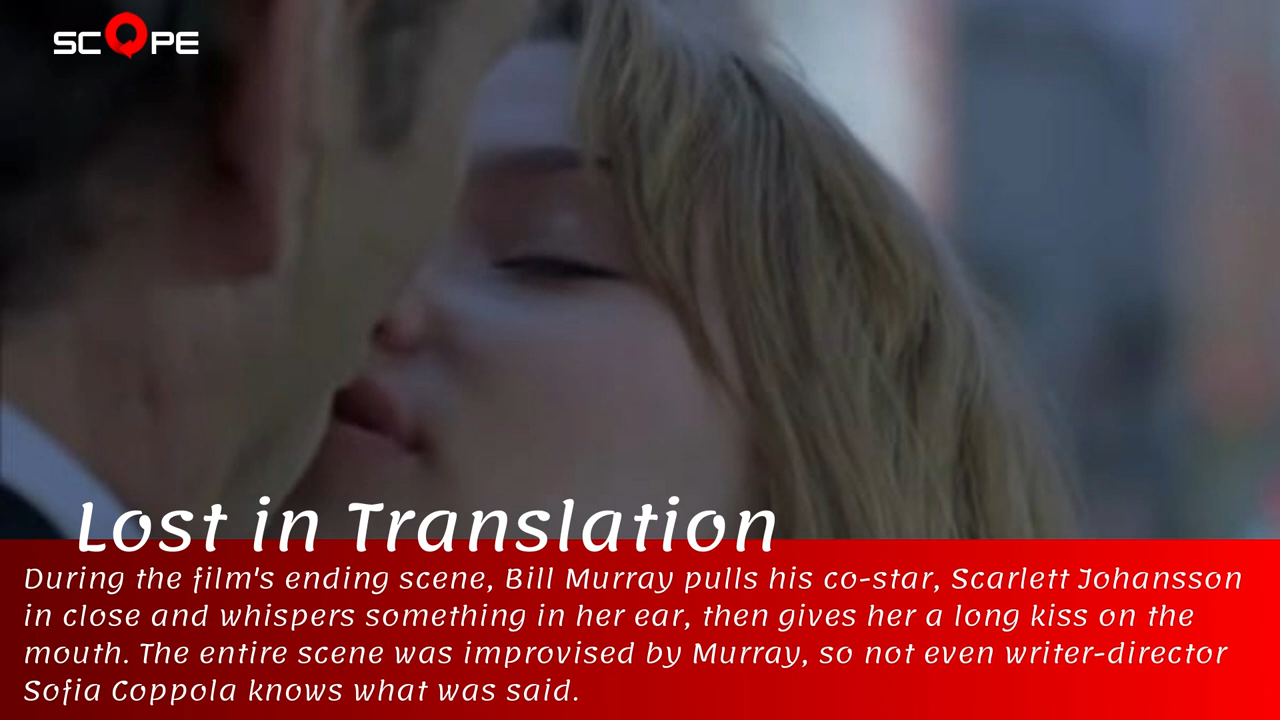 SCOPE
Lost in Translation
During the film's ending scene, Bill Murray pulls his co-star, Scarlett Johansson
in close and whispers something in her ear, then gives her a long kiss on the
mouth. The entire scene was improvised by Murray, so not even writer-director
Sofia Coppola knows what was said.